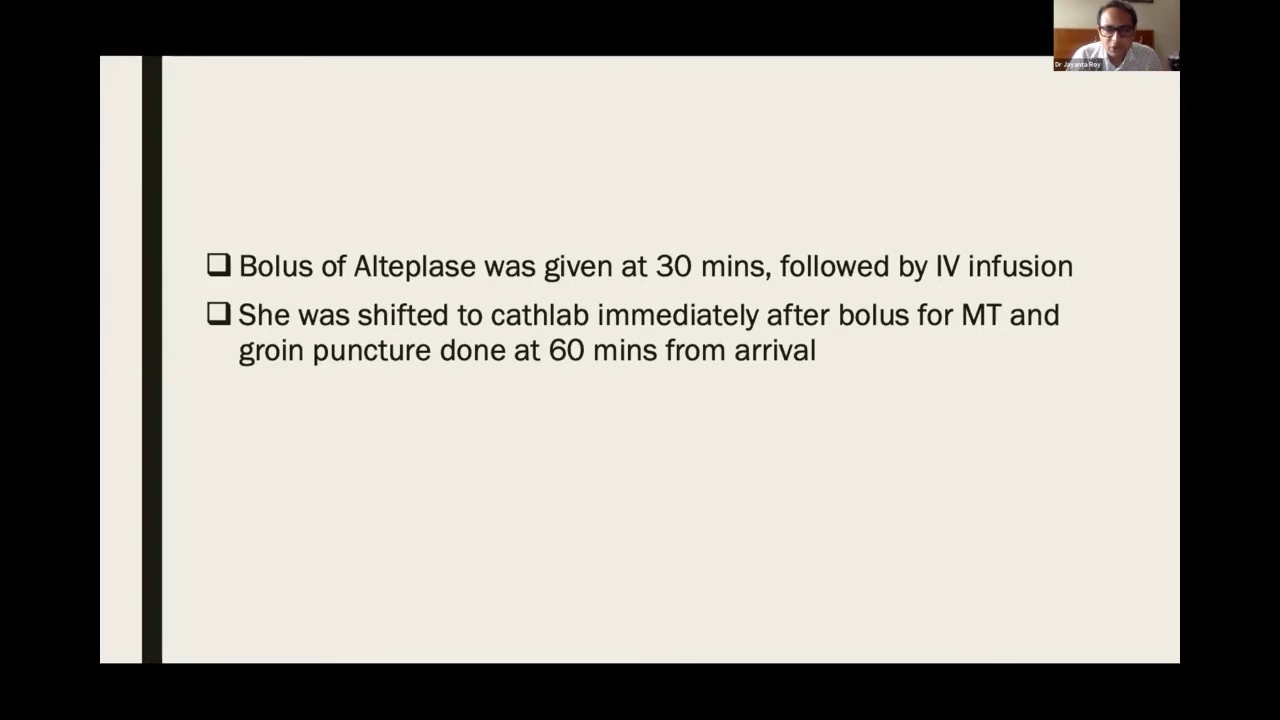 Dr Jayanta Roy
❑ Bolus of Alteplase was given at 30 mins, followed by IV infusion
❑ She was shifted to cathlab immediately after bolus for MT and
groin puncture done at 60 mins from arrival